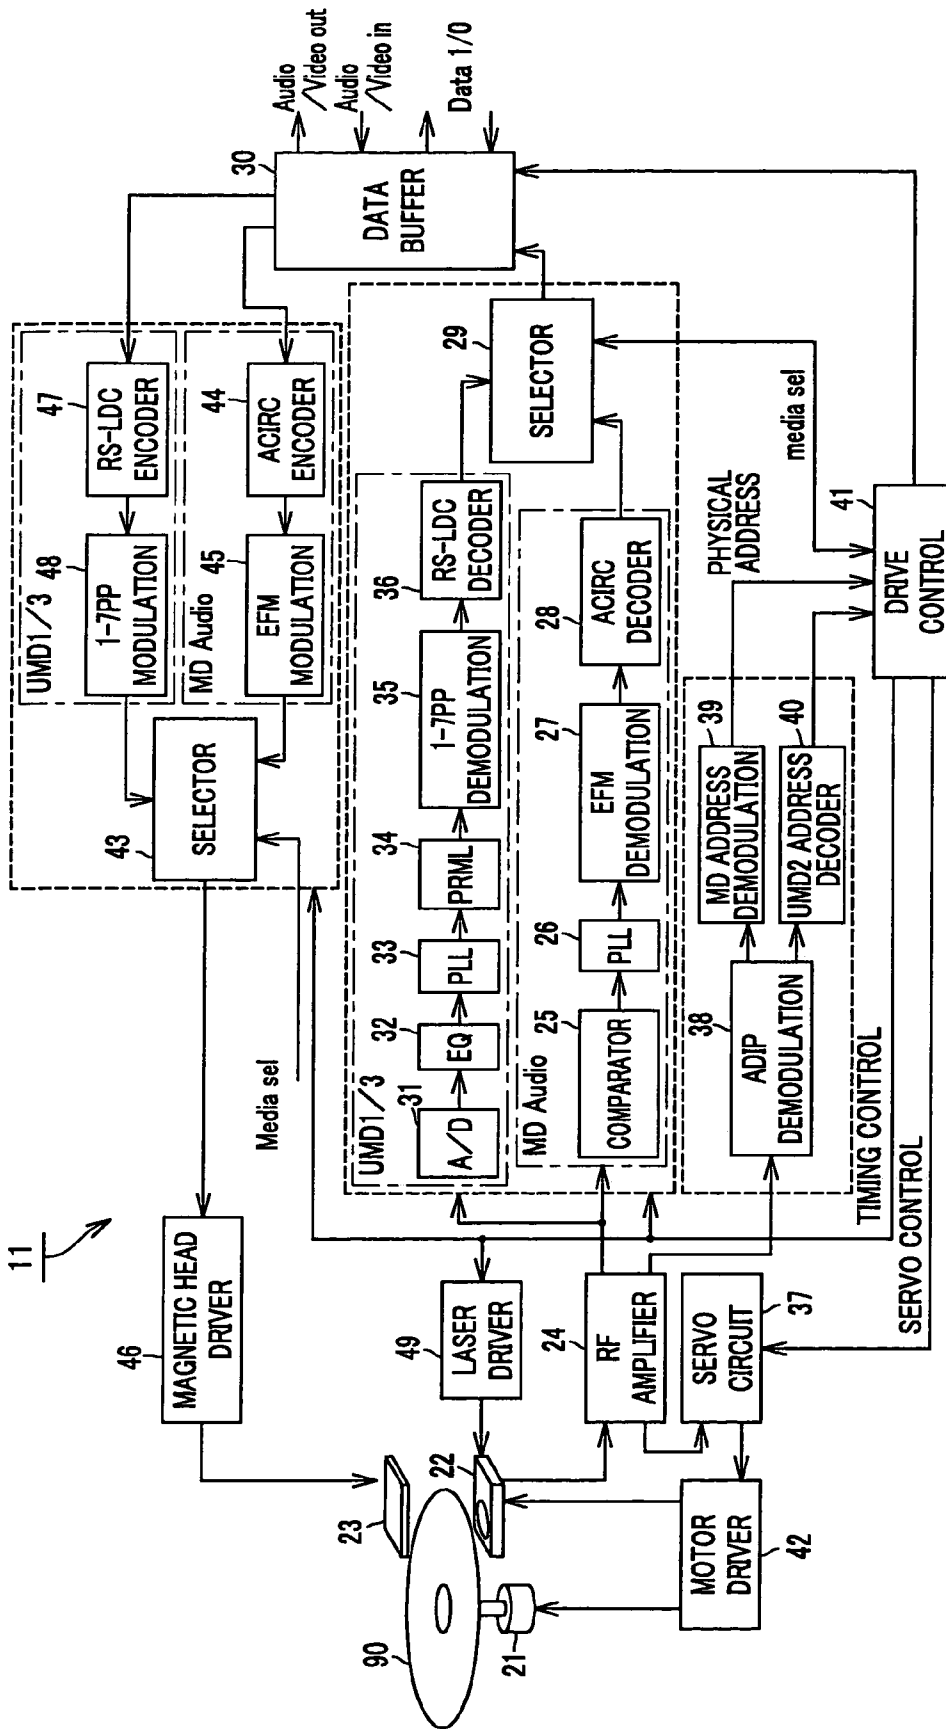 11
Audio
/Video out
Audio
/Video in
Data 1/0
30
DATA
BUFFER
47
RS-LDC
ENCODER
48
1-7PP
MODULATION
UMD1/3
44
ACIRC
ENCODER
45
EFM
MODULATION
MD Audio
43
SELECTOR
Media sel
46
MAGNETIC HEAD
DRIVER
29
SELECTOR
media sel
UMD1/3
31
A/D
32
EQ
33
PLL
34
PRML
35
1-7PP
DEMODULATION
36
RS-LDC
DECODER
MD Audio
25
COMPARATOR
26
PLL
27
EFM
DEMODULATION
28
ACIRC
DECODER
PHYSICAL
ADDRESS
39
MD ADDRESS
DEMODULATION
40
UMD2 ADDRESS
DECODER
38
ADIP
DEMODULATION
41
DRIVE
CONTROL
TIMING CONTROL
SERVO CONTROL
49
LASER
DRIVER
24
RF
AMPLIFIER
37
SERVO
CIRCUIT
42
MOTOR
DRIVER
23
22
90
21